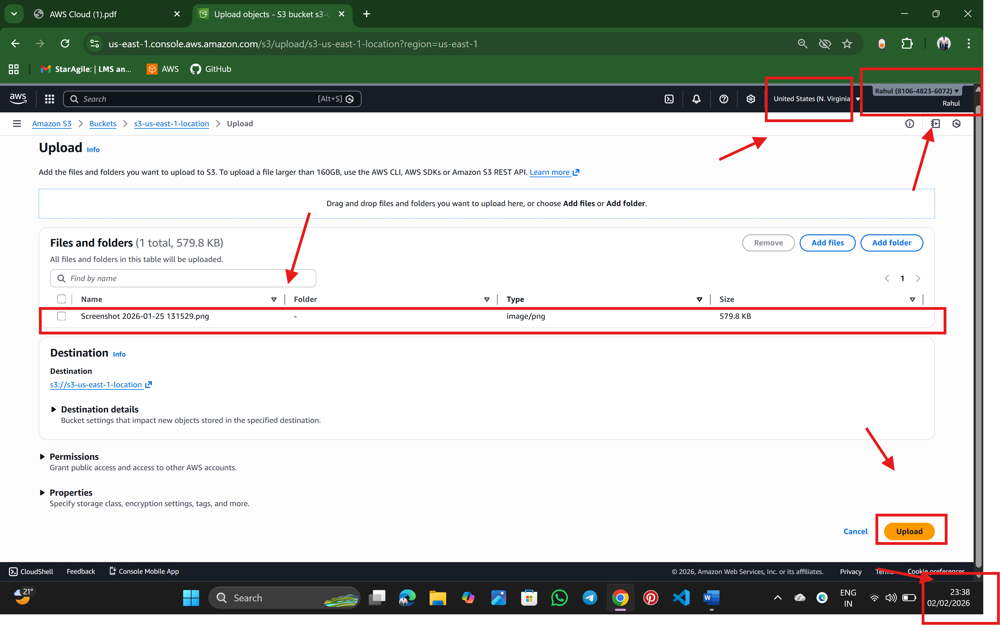 AWS Cloud (1).pdf
Upload objects - S3 bucket s3-u
us-east-1.console.aws.amazon.com/s3/upload/s3-us-east-1-location?region=us-east-1
StarAgile: | LMS an...
AWS
GitHub
aws
Search
[Alt+S]
United States (N. Virginia
Rahul (8106-4823-6072)
Rahul
Amazon S3
Buckets
s3-us-east-1-location
Upload
Upload Info
Add the files and folders you want to upload to S3. To upload a file larger than 160GB, use the AWS CLI, AWS SDKs or Amazon S3 REST API. Learn more
Drag and drop files and folders you want to upload here, or choose Add files or Add folder.
Files and folders (1 total, 579.8 KB)
Remove
Add files
Add folder
All files and folders in this table will be uploaded.
Find by name
1
Name
Folder
Type
Size
Screenshot 2026-01-25 131529.png
-
image/png
579.8 KB
Destination Info
Destination
s3://s3-us-east-1-location
Destination details
Bucket settings that impact new objects stored in the specified destination.
Permissions
Grant public access and access to other AWS accounts.
Properties
Specify storage class, encryption settings, tags, and more.
Cancel
Upload
CloudShell
Feedback
Console Mobile App
© 2026, Amazon Web Services, Inc. or its affiliates.
Privacy
Terms
Cookie preferences
21°
Search
W
ENG
IN
23:38
02/02/2026